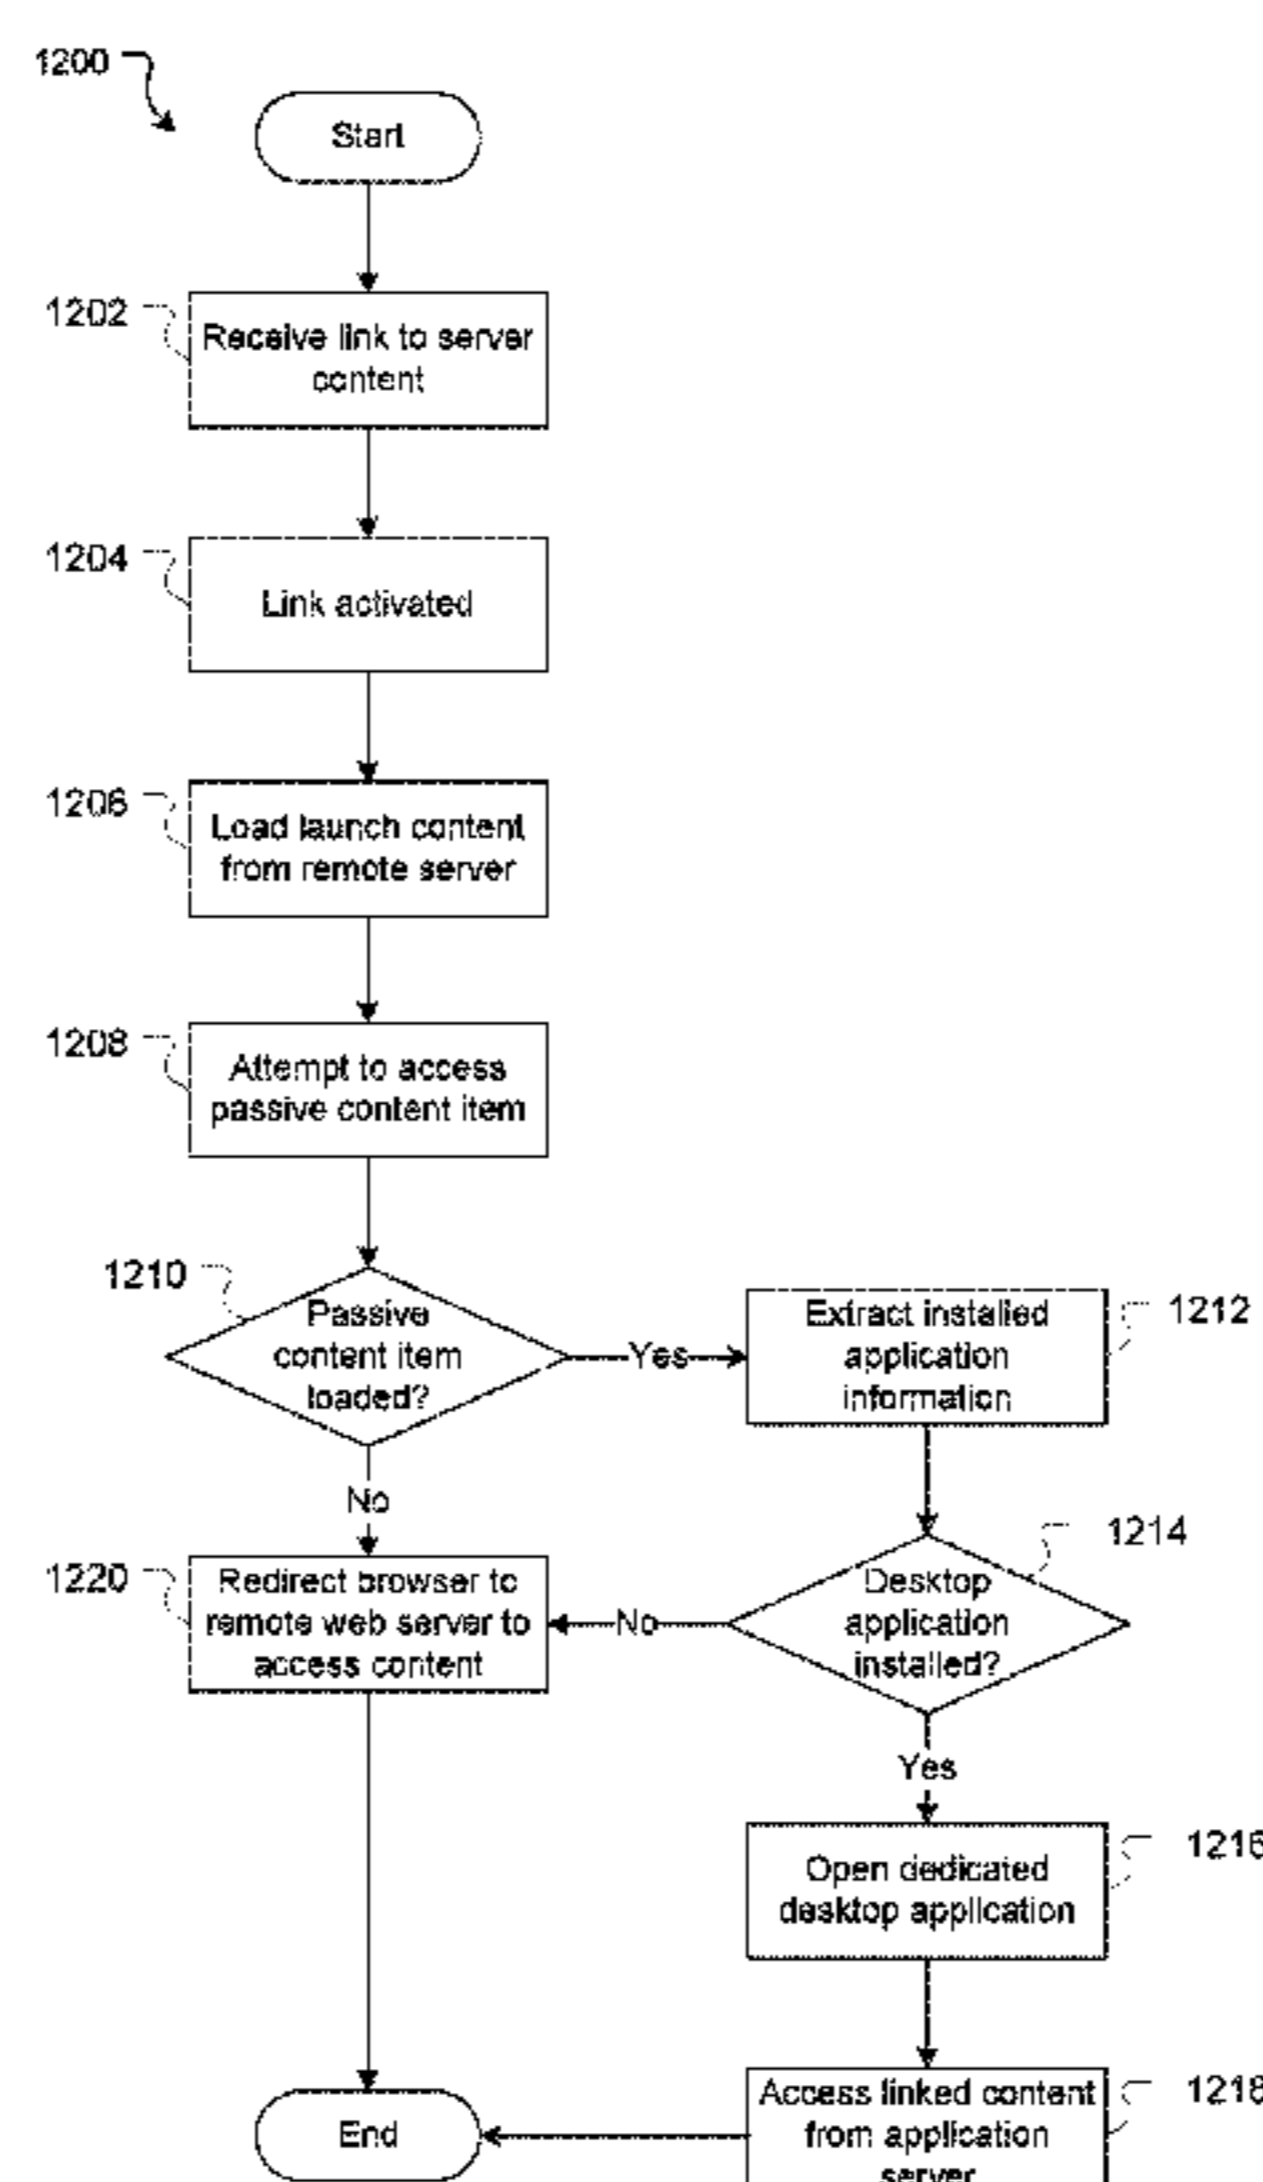 1200
Start
1202
Receive link to server
content
1204
Link activated
1206
Load launch content
from remote server
1208
Attempt to access
passive content item
1210
Passive
content item
loaded?
Yes
Extract installed
application
information
1212
No
1214
Desktop
application
installed?
No
1220
Redirect browser to
remote web server to
access content
Yes
1216
Open dedicated
desktop application
1218
Access linked content
from application
server
End